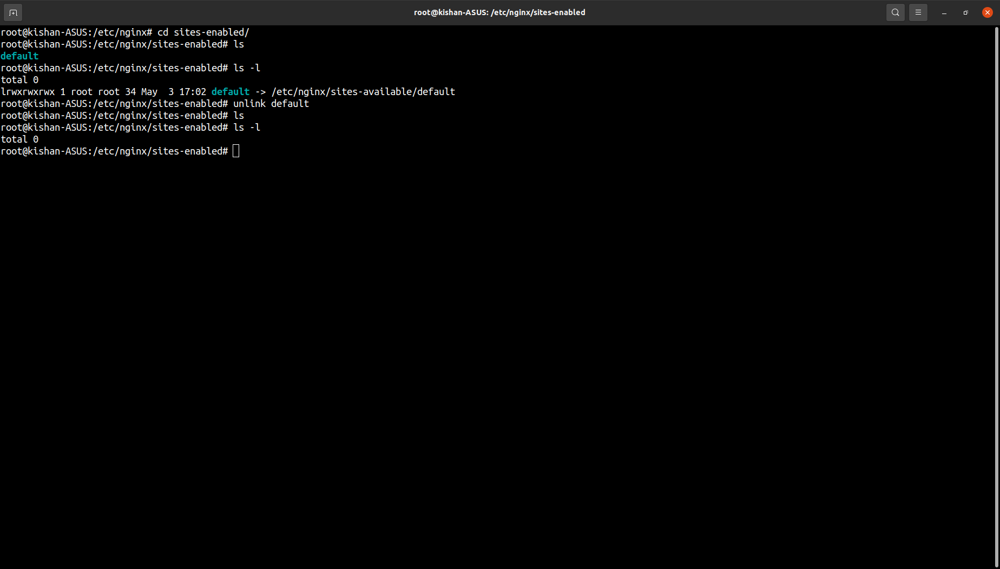 root@kishan-ASUS: /etc/nginx/sites-enabled
root@kishan-ASUS:/etc/nginx# cd sites-enabled/
root@kishan-ASUS:/etc/nginx/sites-enabled# ls
default
root@kishan-ASUS:/etc/nginx/sites-enabled# ls -l
total 0
lrwxrwxrwx 1 root root 34 May  3 17:02 default -> /etc/nginx/sites-available/default
root@kishan-ASUS:/etc/nginx/sites-enabled# unlink default
root@kishan-ASUS:/etc/nginx/sites-enabled# ls
root@kishan-ASUS:/etc/nginx/sites-enabled# ls -l
total 0
root@kishan-ASUS:/etc/nginx/sites-enabled#